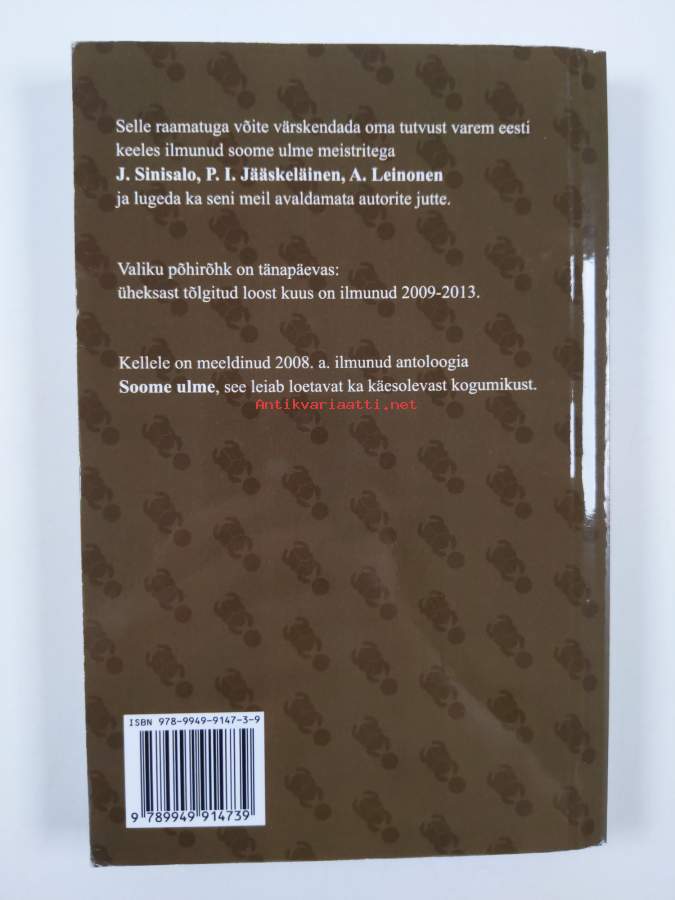 Selle raamatuga võite värskendada oma tutvust varem eesti
keeles ilmunud soome ulme meistritega
J. Sinisalo, P. I. Jääskeläinen, A. Leinonen
ja lugeda ka seni meil avaldamata autorite jutte.
Valiku põhirõhk on tänapäevas:
üheksast tõlgitud loost kuus on ilmunud 2009-2013.
Kellele on meeldinud 2008. a. ilmunud antoloogia
Soome ulme, see leiab loetavat ka käesolevast kogumikust.
Antikvariaatti.net
ISBN 978-9949-9147-3-9
9 789949 914739